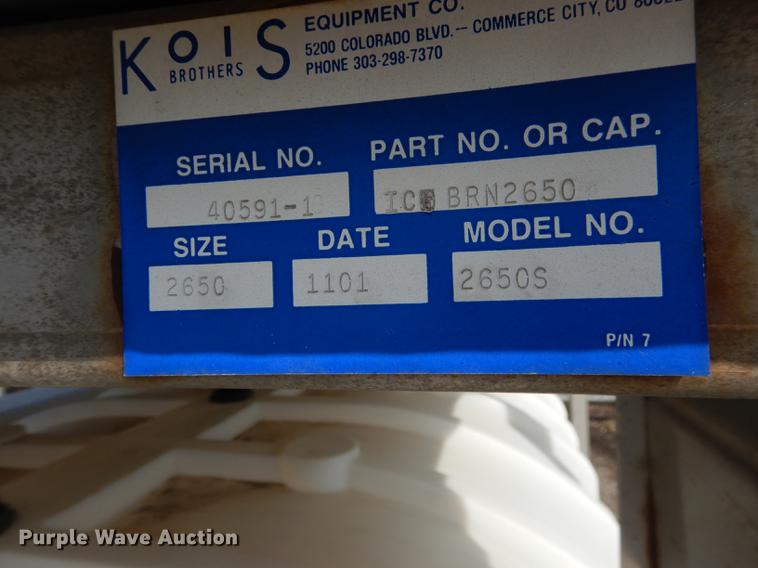 KOIS
BROTHERS
EQUIPMENT CO.
5200 COLORADO BLVD. -- COMMERCE CITY, CO
PHONE 303-298-7370
SERIAL NO.
PART NO. OR CAP.
40591-1
BRN2650
SIZE
DATE
MODEL NO.
2650
1101
2650S
P/N 7
Purple Wave Auction